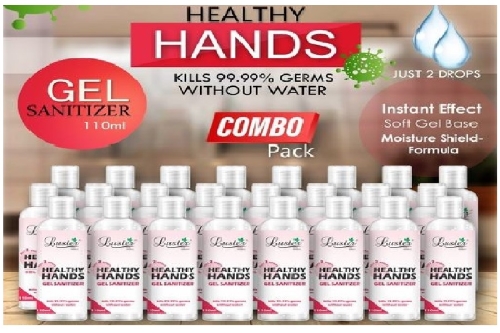 HEALTHY
HANDS
KILLS 99.99% GERMS
WITHOUT WATER
JUST 2 DROPS
GEL
SANITIZER
110ml
COMBO
Pack
Instant Effect
Soft Gel Base
Moisture Shield-
Formula
Luster
HEALTHY
HANDS
GEL SANITIZER